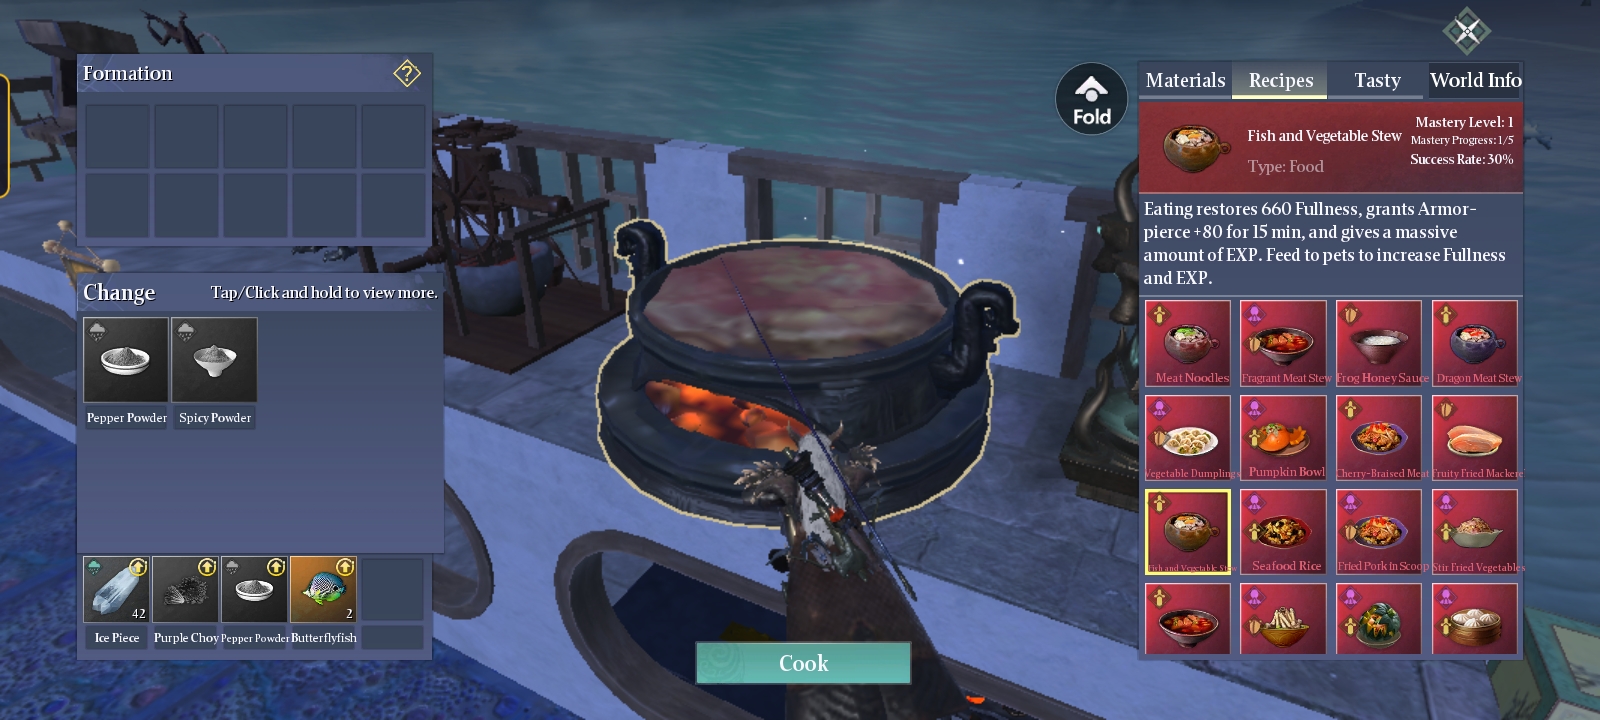 Formation
?
Change
Tap/Click and hold to view more.
Pepper Powder
Spicy Powder
42
2
Ice Piece
Purple Choy
Pepper Powder
Butterflyfish
Fold
Cook
Materials
Recipes
Tasty
World Info
Fish and Vegetable Stew
Type: Food
Mastery Level: 1
Mastery Progress: 1/5
Success Rate: 30%
Eating restores 660 Fullness, grants Armor-
pierce +80 for 15 min, and gives a massive
amount of EXP. Feed to pets to increase Fullness
and EXP.
Meat Noodles
Fragrant Meat Stew
Frog Honey Sauce
Dragon Meat Stew
Vegetable Dumplings
Pumpkin Bowl
Cherry-Braised Meat
Fruity Fried Mackere
Fish and Vegetable Stew
Seafood Rice
Fried Pork in Scoop
Stir Fried Vegetables